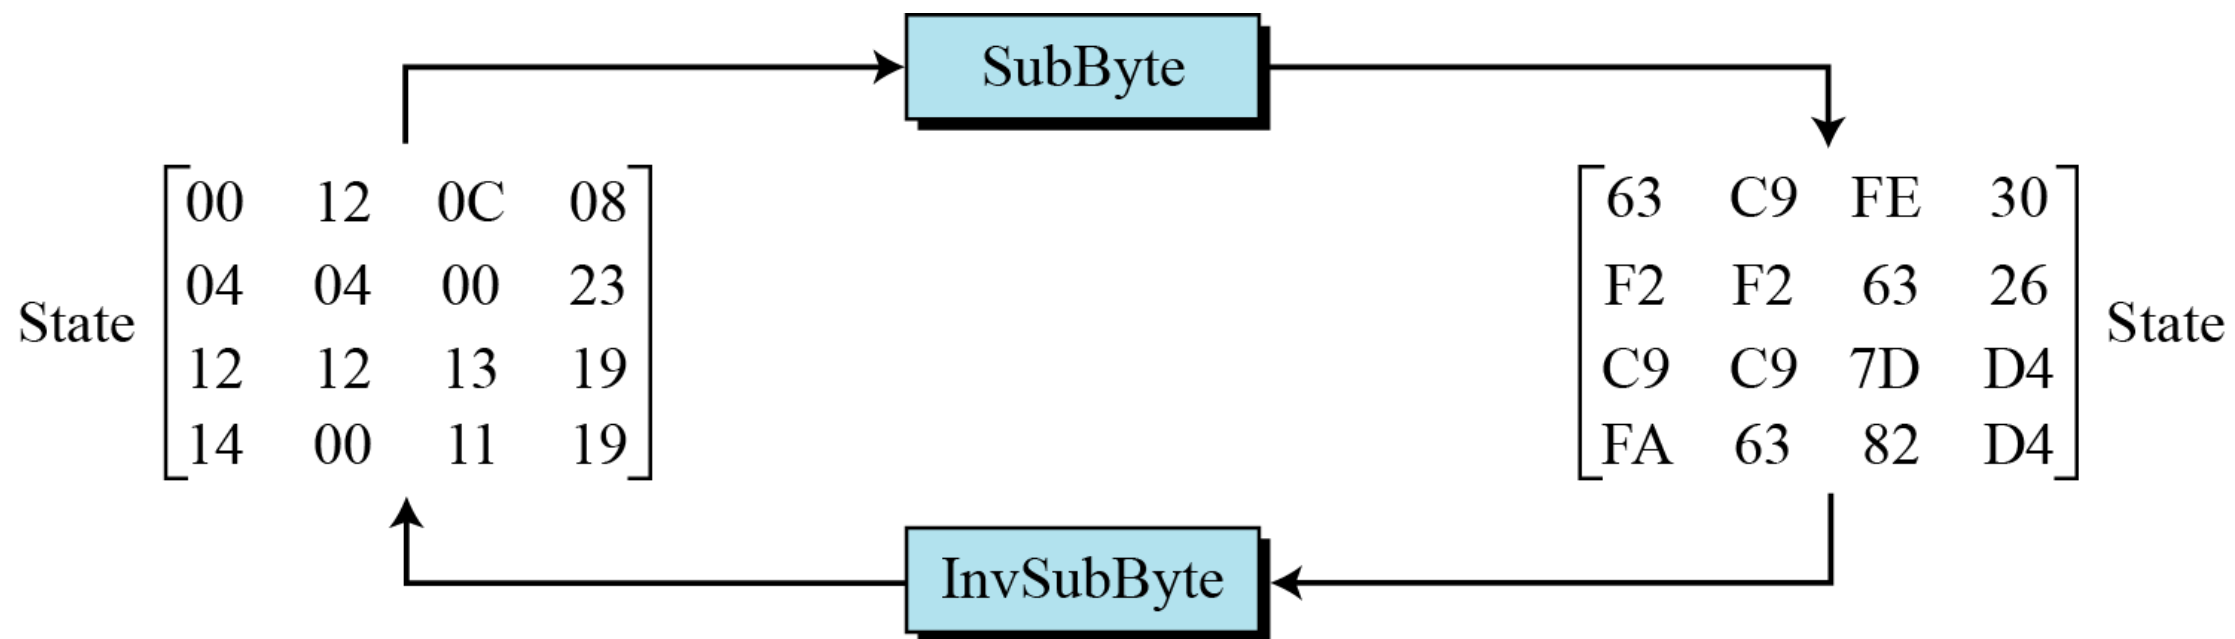 SubByte
00 12 0C 08 63 C9 FE 30
04 04 00 23 F2 F2 63 26
State State
12 12 13 19 C9 C9 7D D4
14 00 11 19 FA 63 82 D4
InvSubByte